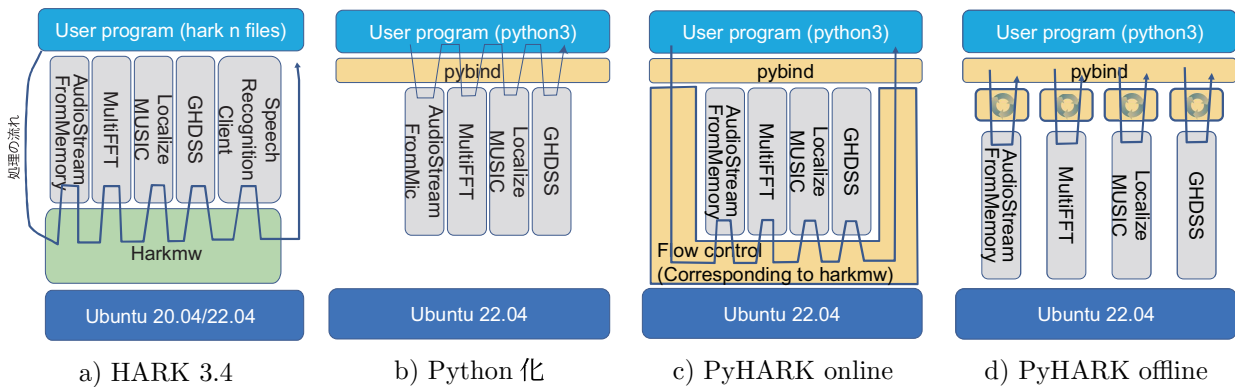 User program (hark n files)
処理の流れ
AudioStream
FromMemory
MultiFFT
Localize
MUSIC
GHDSS
Speech
Recognition
Client
Harkmw
Ubuntu 20.04/22.04
a) HARK 3.4
User program (python3)
pybind
AudioStream
FromMic
MultiFFT
Localize
MUSIC
GHDSS
Ubuntu 22.04
b) Python 化
User program (python3)
pybind
AudioStream
FromMemory
MultiFFT
Localize
MUSIC
GHDSS
Flow control
(Corresponding to harkmw)
Ubuntu 22.04
c) PyHARK online
User program (python3)
pybind
AudioStream
FromMemory
MultiFFT
Localize
MUSIC
GHDSS
Ubuntu 22.04
d) PyHARK offline